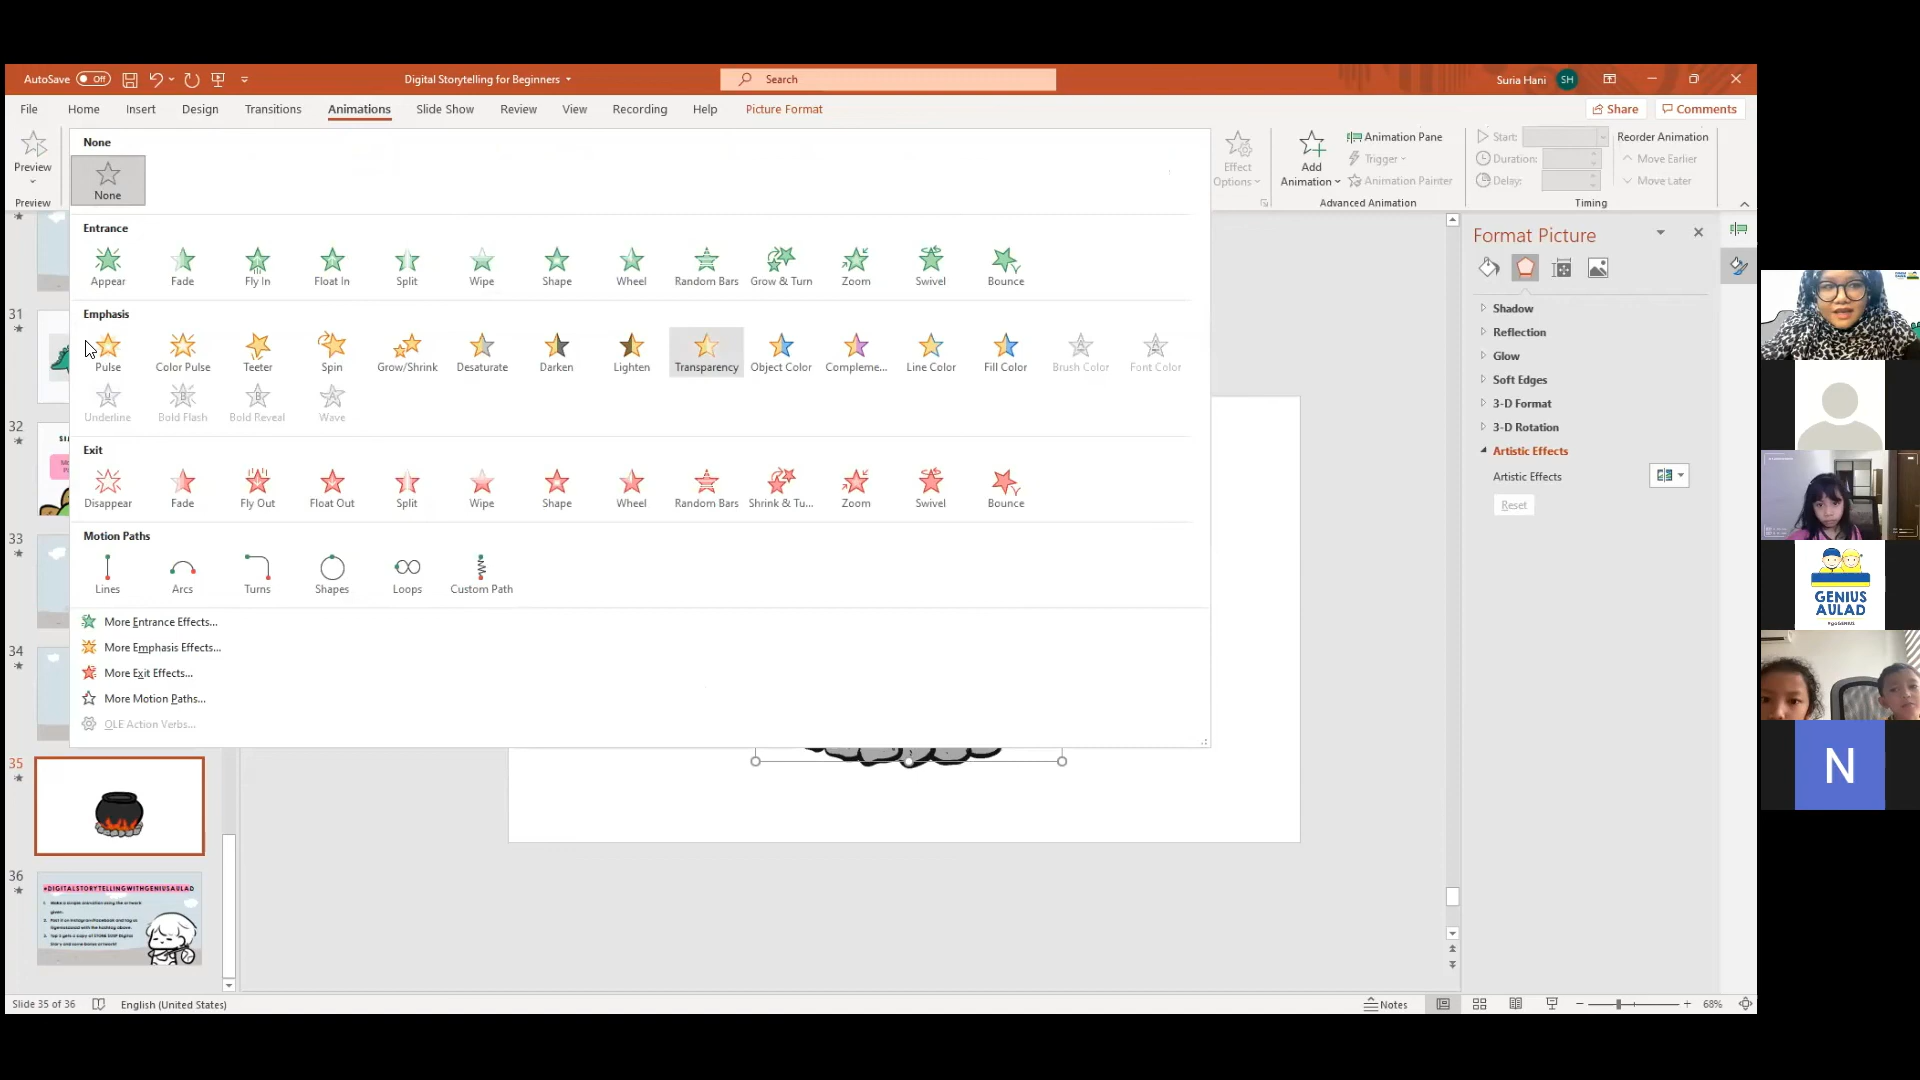 AutoSave Off
Digital Storytelling for Beginners
Search
Suria Hani SH
File Home Insert Design Transitions Animations Slide Show Review View Recording Help Picture Format
Share Comments
Preview
Preview
None
None
Effect Options
Add Animation
Animation Pane
Trigger
Animation Painter
Advanced Animation
Start:
Duration:
Delay:
Reorder Animation
Move Earlier
Move Later
Timing
Entrance
Appear Fade Fly In Float In Split Wipe Shape Wheel Random Bars Grow & Turn Zoom Swivel Bounce
Emphasis
Pulse Color Pulse Teeter Spin Grow/Shrink Desaturate Darken Lighten Transparency Object Color Compleme... Line Color Fill Color Brush Color Font Color
Underline Bold Flash Bold Reveal Wave
Exit
Disappear Fade Fly Out Float Out Split Wipe Shape Wheel Random Bars Shrink & Tu... Zoom Swivel Bounce
Motion Paths
Lines Arcs Turns Shapes Loops Custom Path
More Entrance Effects...
More Emphasis Effects...
More Exit Effects...
More Motion Paths...
OLE Action Verbs...
Format Picture
Shadow
Reflection
Glow
Soft Edges
3-D Format
3-D Rotation
Artistic Effects
Artistic Effects
Reset
31
32
33
34
35
36
#DIGITALSTORYTELLINGWITHGENIUSAULAD
GENIUS
AULAD
#goGENIUS
N
Slide 35 of 36
English (United States)
Notes
68%